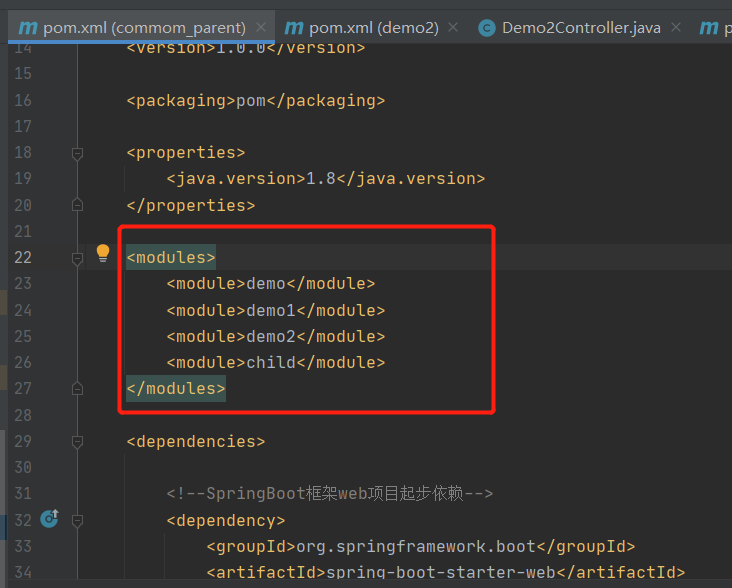 m pom.xml (commom_parent) × m pom.xml (demo2) × C Demo2Controller.java × m p
14 <version>1.0.0</version>
15
16 <packaging>pom</packaging>
17
18 <properties>
19 <java.version>1.8</java.version>
20 </properties>
21
22 <modules>
23 <module>demo</module>
24 <module>demo1</module>
25 <module>demo2</module>
26 <module>child</module>
27 </modules>
28
29 <dependencies>
30
31 <!--SpringBoot框架web项目起步依赖-->
32 <dependency>
33 <groupId>org.springframework.boot</groupId>
34 <artifactId>spring-boot-starter-web</artifactId>